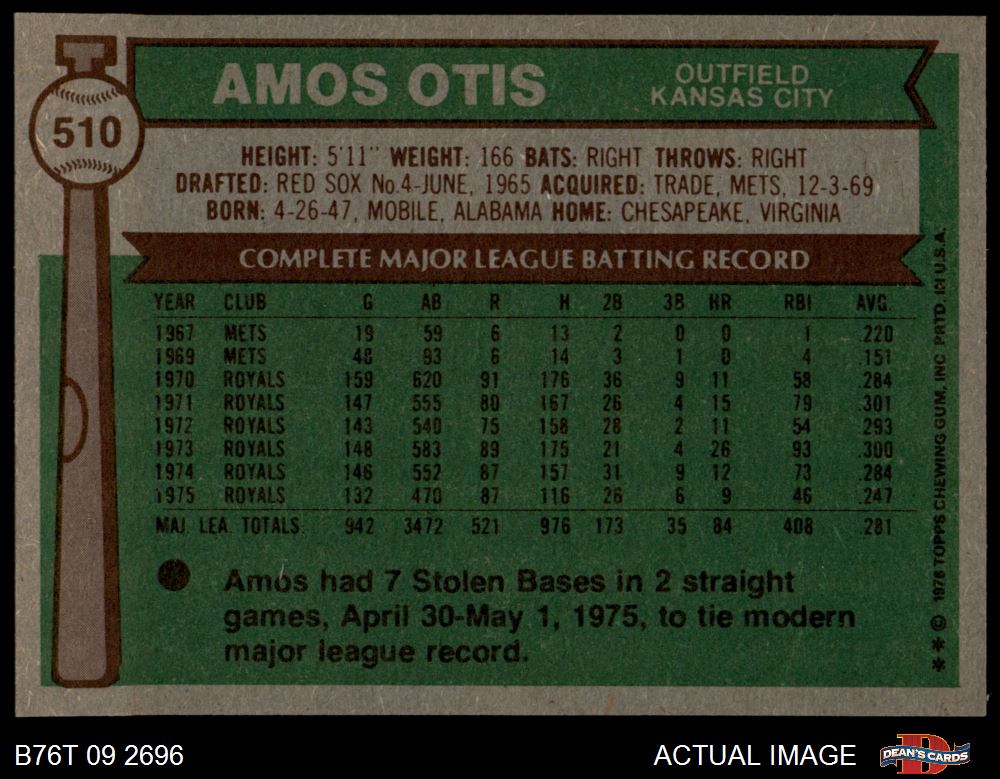 510
AMOS OTIS
OUTFIELD
KANSAS CITY
HEIGHT: 5'11" WEIGHT: 166 BATS: RIGHT THROWS: RIGHT
DRAFTED: RED SOX No.4-JUNE, 1965 ACQUIRED: TRADE, METS, 12-3-69
BORN: 4-26-47, MOBILE, ALABAMA HOME: CHESAPEAKE, VIRGINIA
COMPLETE MAJOR LEAGUE BATTING RECORD
YEAR CLUB G AB R H 2B 3B HR RBI AVG.
1967 METS 19 59 6 13 2 0 0 1 .220
1969 METS 48 93 6 14 3 1 0 4 .151
1970 ROYALS 159 620 91 176 36 9 11 58 .284
1971 ROYALS 147 555 80 167 26 4 15 79 .301
1972 ROYALS 143 540 75 158 28 2 11 54 .293
1973 ROYALS 148 583 89 175 21 4 26 93 .300
1974 ROYALS 146 552 87 157 31 9 12 73 .284
1975 ROYALS 132 470 87 116 26 6 9 46 .247
MAJ. LEA. TOTALS 942 3472 521 976 173 35 84 408 .281
Amos had 7 Stolen Bases in 2 straight
games, April 30-May 1, 1975, to tie modern
major league record.
** © 1976 TOPPS CHEWING GUM, INC. PRTD. IN U.S.A.
B76T 09 2696
ACTUAL IMAGE
DEAN'S CARDS